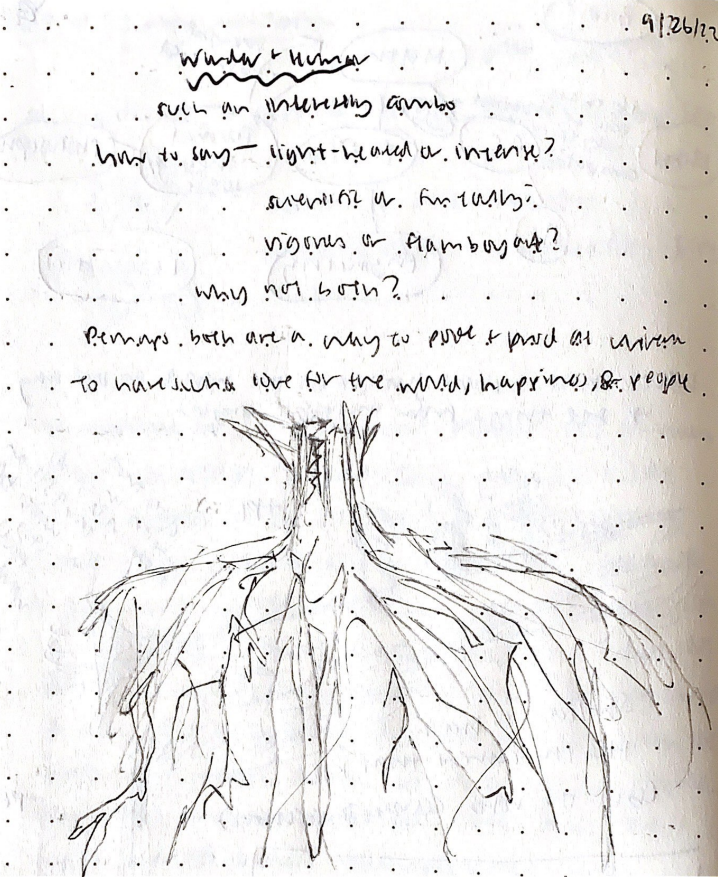 9/26/22
Wonder + Humor
such an interesting combo
how to say — light-hearted or intense?
scientific or fantasy?
vigorous or flamboyant?
why not both?
Perhaps both are a way to poke & prod at universe
to have such a love for the world, happiness, & people